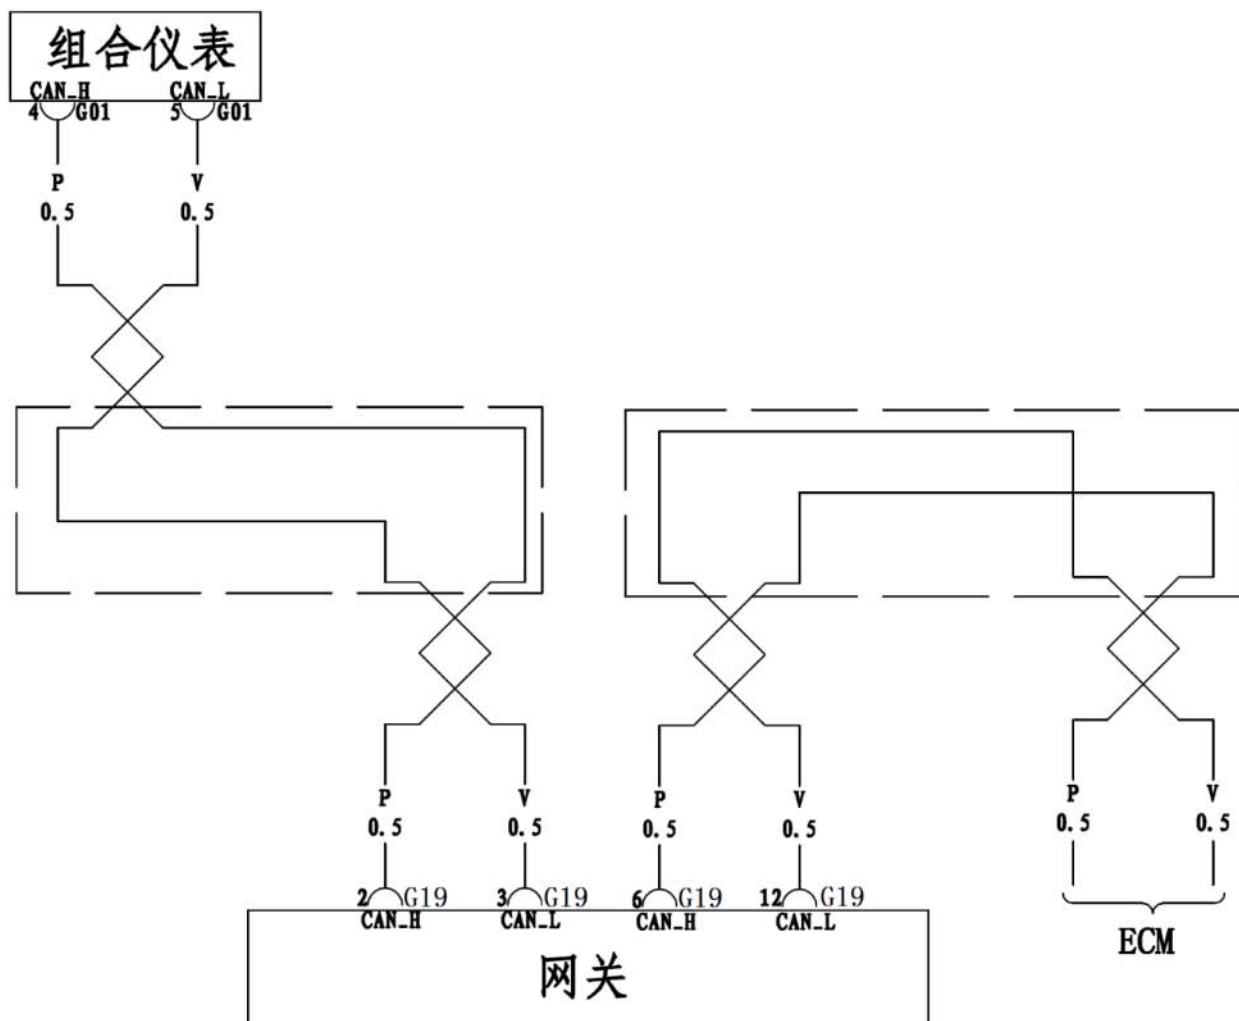 组合仪表
CAN_H CAN_L
4 G01 5 G01
P V
0.5 0.5
P V P V P V
0.5 0.5 0.5 0.5 0.5 0.5
2 G19 3 G19 6 G19 12 G19
CAN_H CAN_L CAN_H CAN_L
ECM
网关